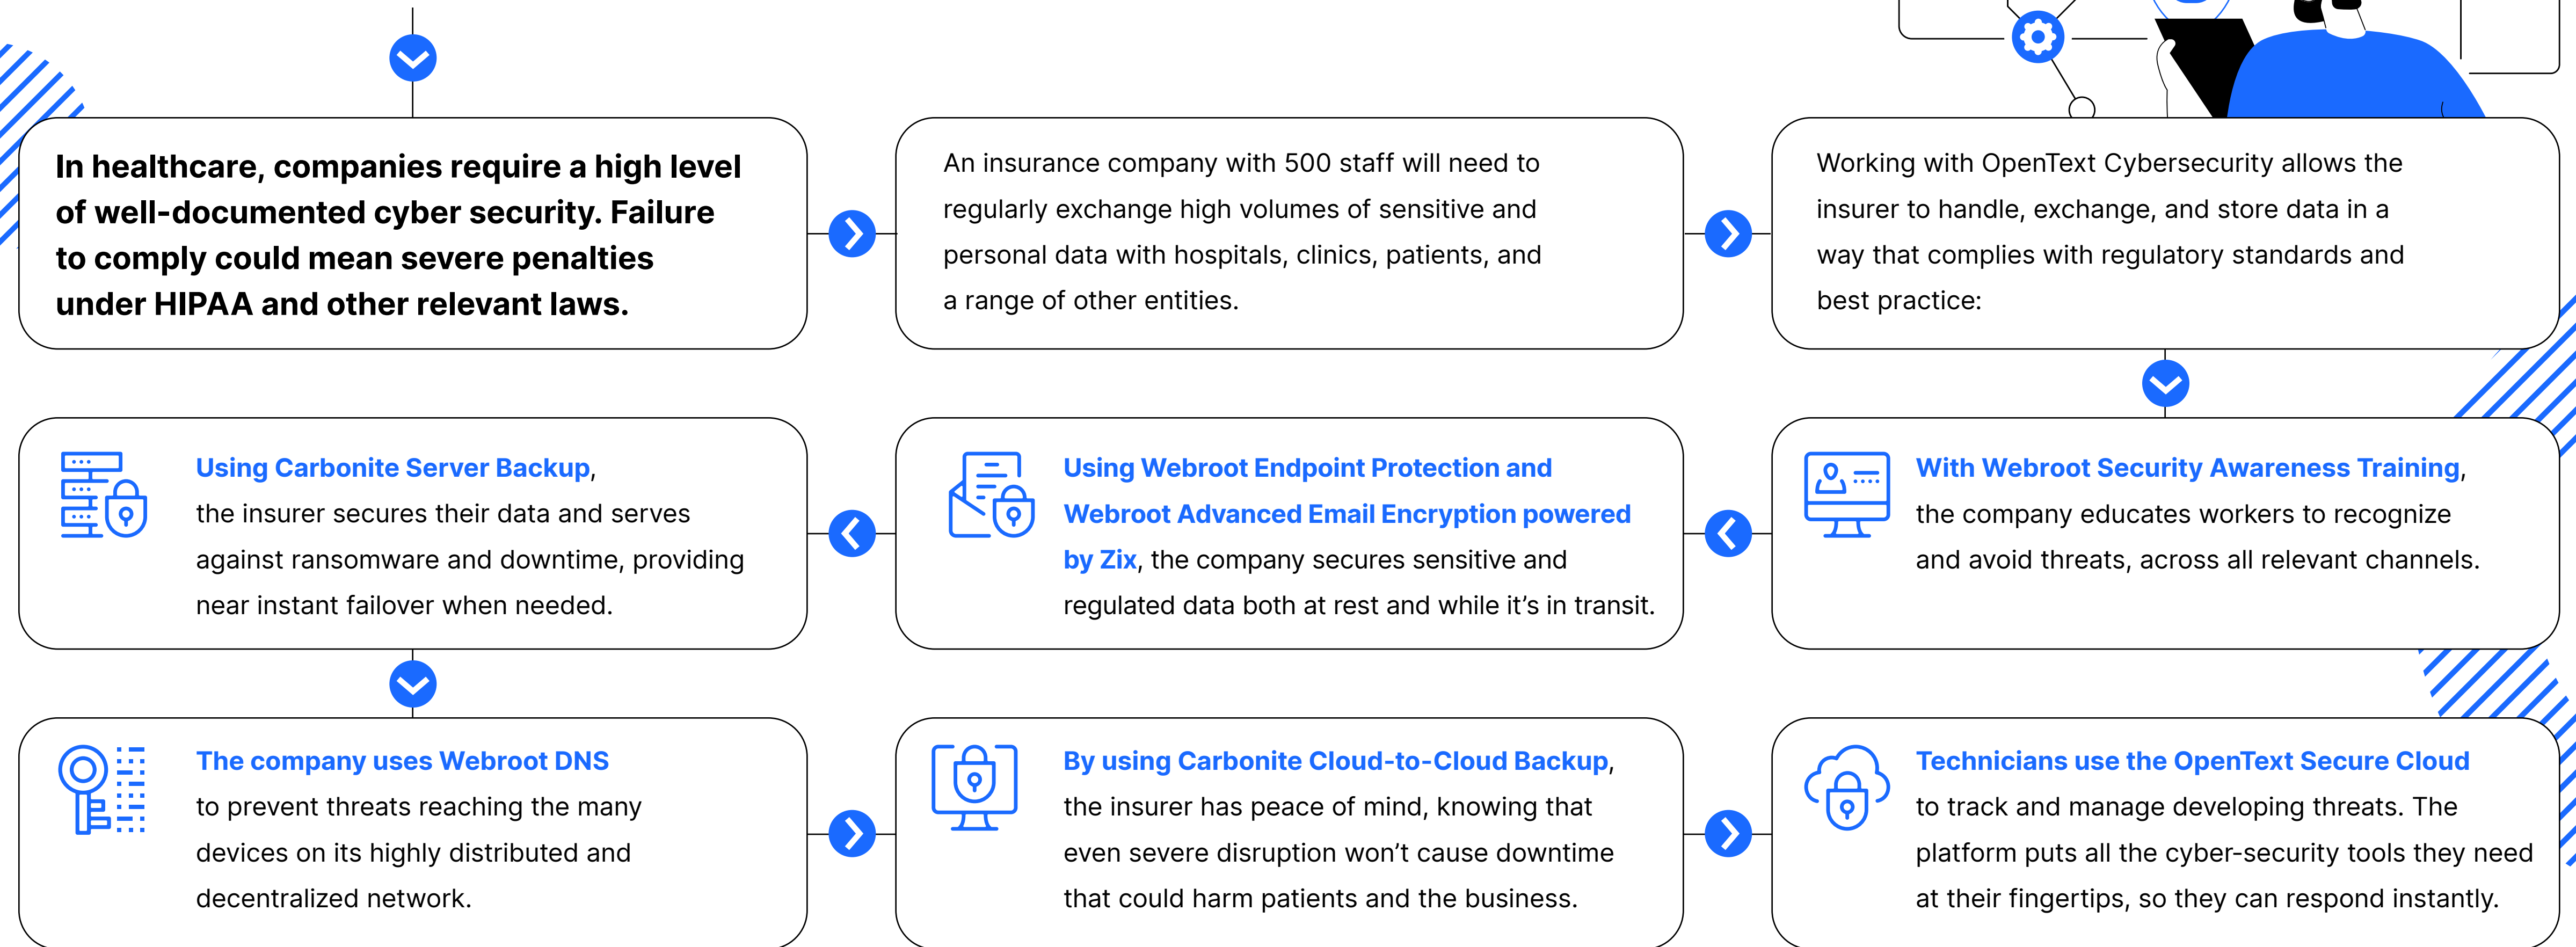 In healthcare, companies require a high level
of well-documented cyber security. Failure
to comply could mean severe penalties
under HIPAA and other relevant laws.
An insurance company with 500 staff will need to
regularly exchange high volumes of sensitive and
personal data with hospitals, clinics, patients, and
a range of other entities.
Working with OpenText Cybersecurity allows the
insurer to handle, exchange, and store data in a
way that complies with regulatory standards and
best practice:
With Webroot Security Awareness Training,
the company educates workers to recognize
and avoid threats, across all relevant channels.
Using Webroot Endpoint Protection and
Webroot Advanced Email Encryption powered
by Zix, the company secures sensitive and
regulated data both at rest and while it’s in transit.
Using Carbonite Server Backup,
the insurer secures their data and serves
against ransomware and downtime, providing
near instant failover when needed.
The company uses Webroot DNS
to prevent threats reaching the many
devices on its highly distributed and
decentralized network.
By using Carbonite Cloud-to-Cloud Backup,
the insurer has peace of mind, knowing that
even severe disruption won’t cause downtime
that could harm patients and the business.
Technicians use the OpenText Secure Cloud
to track and manage developing threats. The
platform puts all the cyber-security tools they need
at their fingertips, so they can respond instantly.